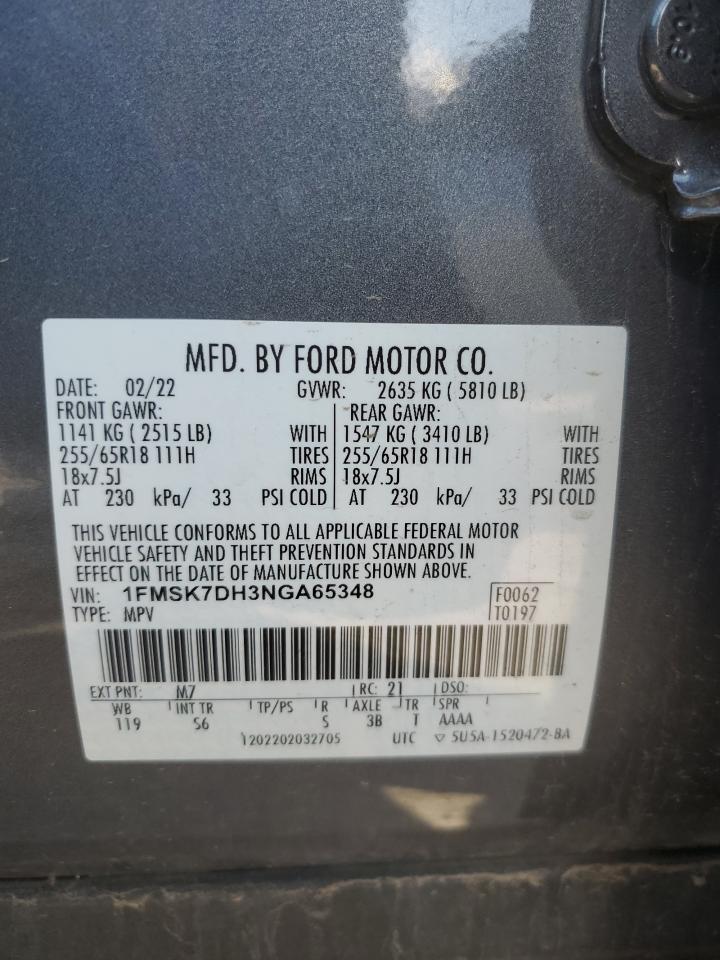 MFD. BY FORD MOTOR CO.
DATE: 02/22 GVWR: 2635 KG ( 5810 LB)
FRONT GAWR: REAR GAWR:
1141 KG ( 2515 LB) WITH 1547 KG ( 3410 LB) WITH
255/65R18 111H TIRES 255/65R18 111H TIRES
18x7.5J RIMS 18x7.5J RIMS
AT 230 kPa/ 33 PSI COLD AT 230 kPa/ 33 PSI COLD
THIS VEHICLE CONFORMS TO ALL APPLICABLE FEDERAL MOTOR
VEHICLE SAFETY AND THEFT PREVENTION STANDARDS IN
EFFECT ON THE DATE OF MANUFACTURE SHOWN ABOVE.
VIN: 1FMSK7DH3NGA65348 F0062
TYPE: MPV T0197
EXT PNT: M7 RC: 21 DSO:
WB INT TR TP/PS R AXLE TR SPR
119 S6 S 3B T AAAA
1202202032705 UTC ▽ 5U5A-1520472-BA